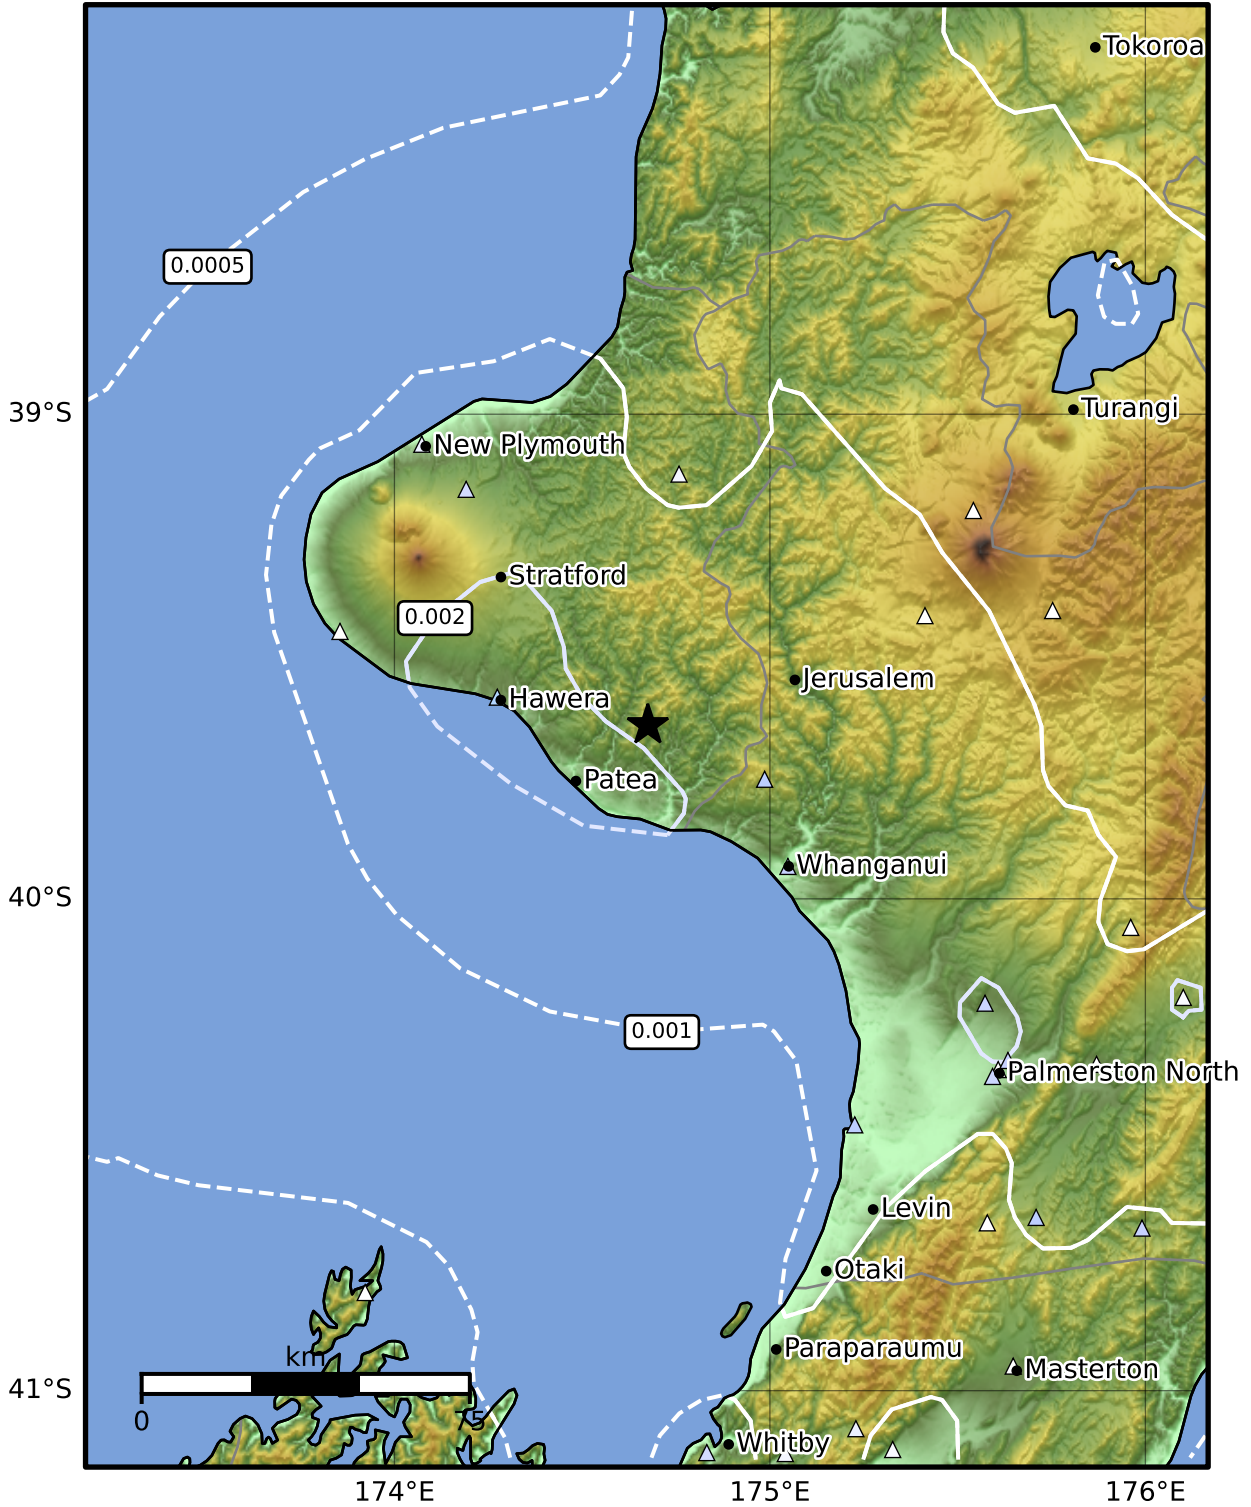 Tokoroa
0.0005
Turangi
39°S
New Plymouth
Stratford
0.002
Jerusalem
Hawera
Patea
Whanganui
40°S
0.001
Palmerston North
Levin
Otaki
Paraparaumu
km
Masterton
41°S
0
75
Whitby
174°E
175°E
176°E